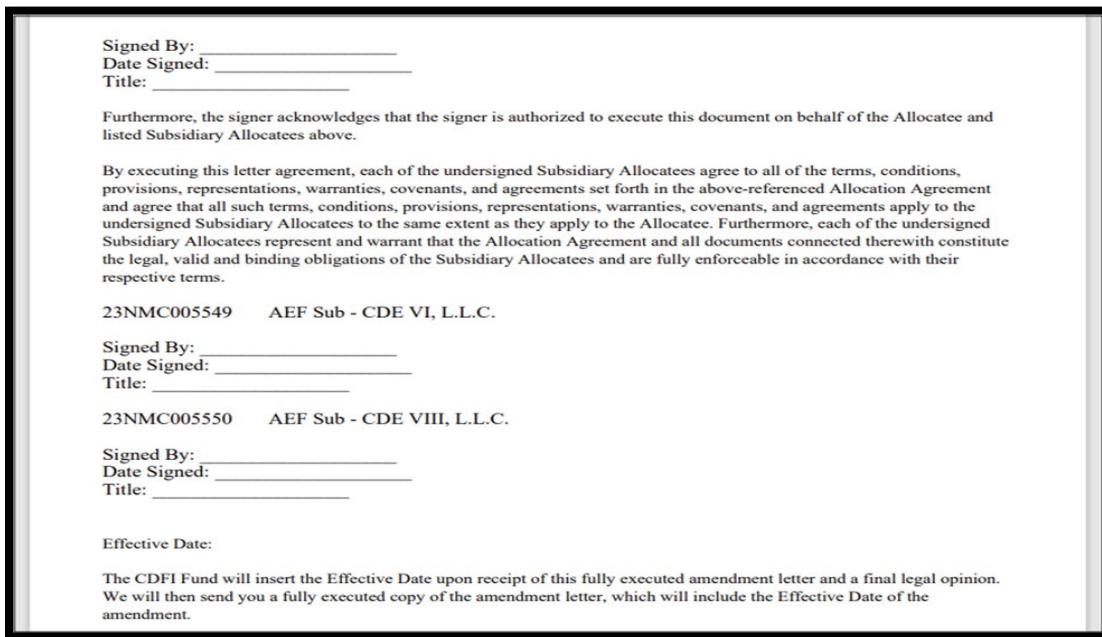 Signed By: ____________________
Date Signed: ____________________
Title: ____________________
Furthermore, the signer acknowledges that the signer is authorized to execute this document on behalf of the Allocatee and
listed Subsidiary Allocatees above.
By executing this letter agreement, each of the undersigned Subsidiary Allocatees agree to all of the terms, conditions,
provisions, representations, warranties, covenants, and agreements set forth in the above-referenced Allocation Agreement
and agree that all such terms, conditions, provisions, representations, warranties, covenants, and agreements apply to the
undersigned Subsidiary Allocatees to the same extent as they apply to the Allocatee. Furthermore, each of the undersigned
Subsidiary Allocatees represent and warrant that the Allocation Agreement and all documents connected therewith constitute
the legal, valid and binding obligations of the Subsidiary Allocatees and are fully enforceable in accordance with their
respective terms.
23NMC005549 AEF Sub - CDE VI, L.L.C.
Signed By: ____________________
Date Signed: ____________________
Title: ____________________
23NMC005550 AEF Sub - CDE VIII, L.L.C.
Signed By: ____________________
Date Signed: ____________________
Title: ____________________
Effective Date:
The CDFI Fund will insert the Effective Date upon receipt of this fully executed amendment letter and a final legal opinion.
We will then send you a fully executed copy of the amendment letter, which will include the Effective Date of the
amendment.